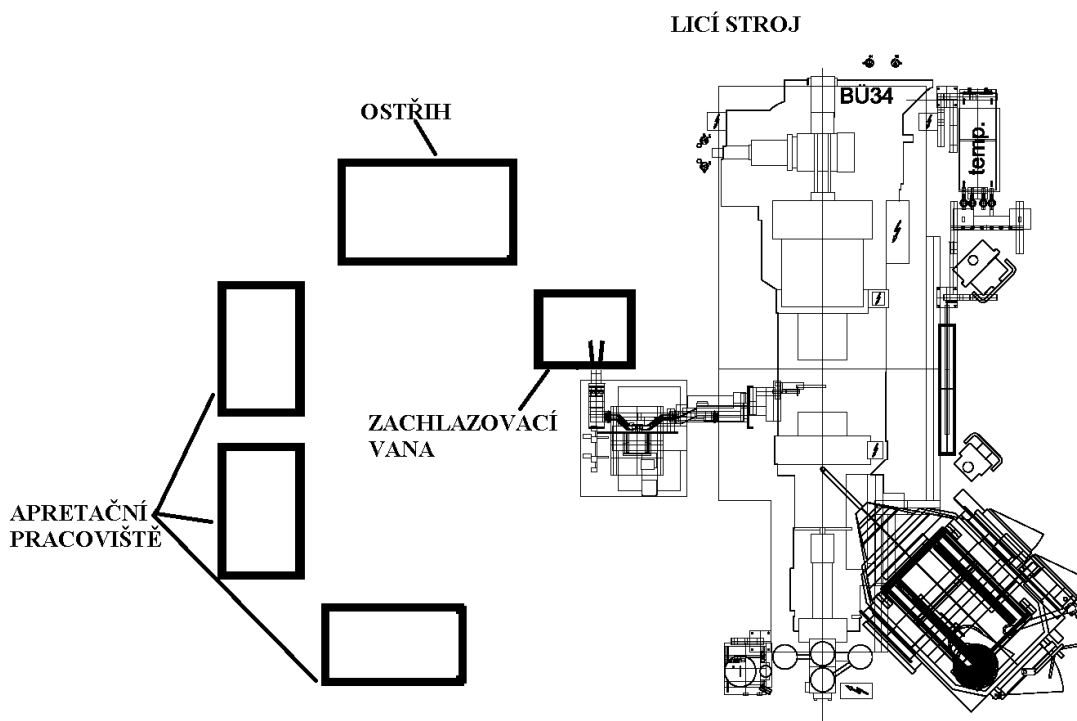 LICÍ STROJ
BÜ34
OSTŘIH
temp.
ZACHLAZOVACÍ
VANA
APRETAČNÍ
PRACOVIŠTĚ